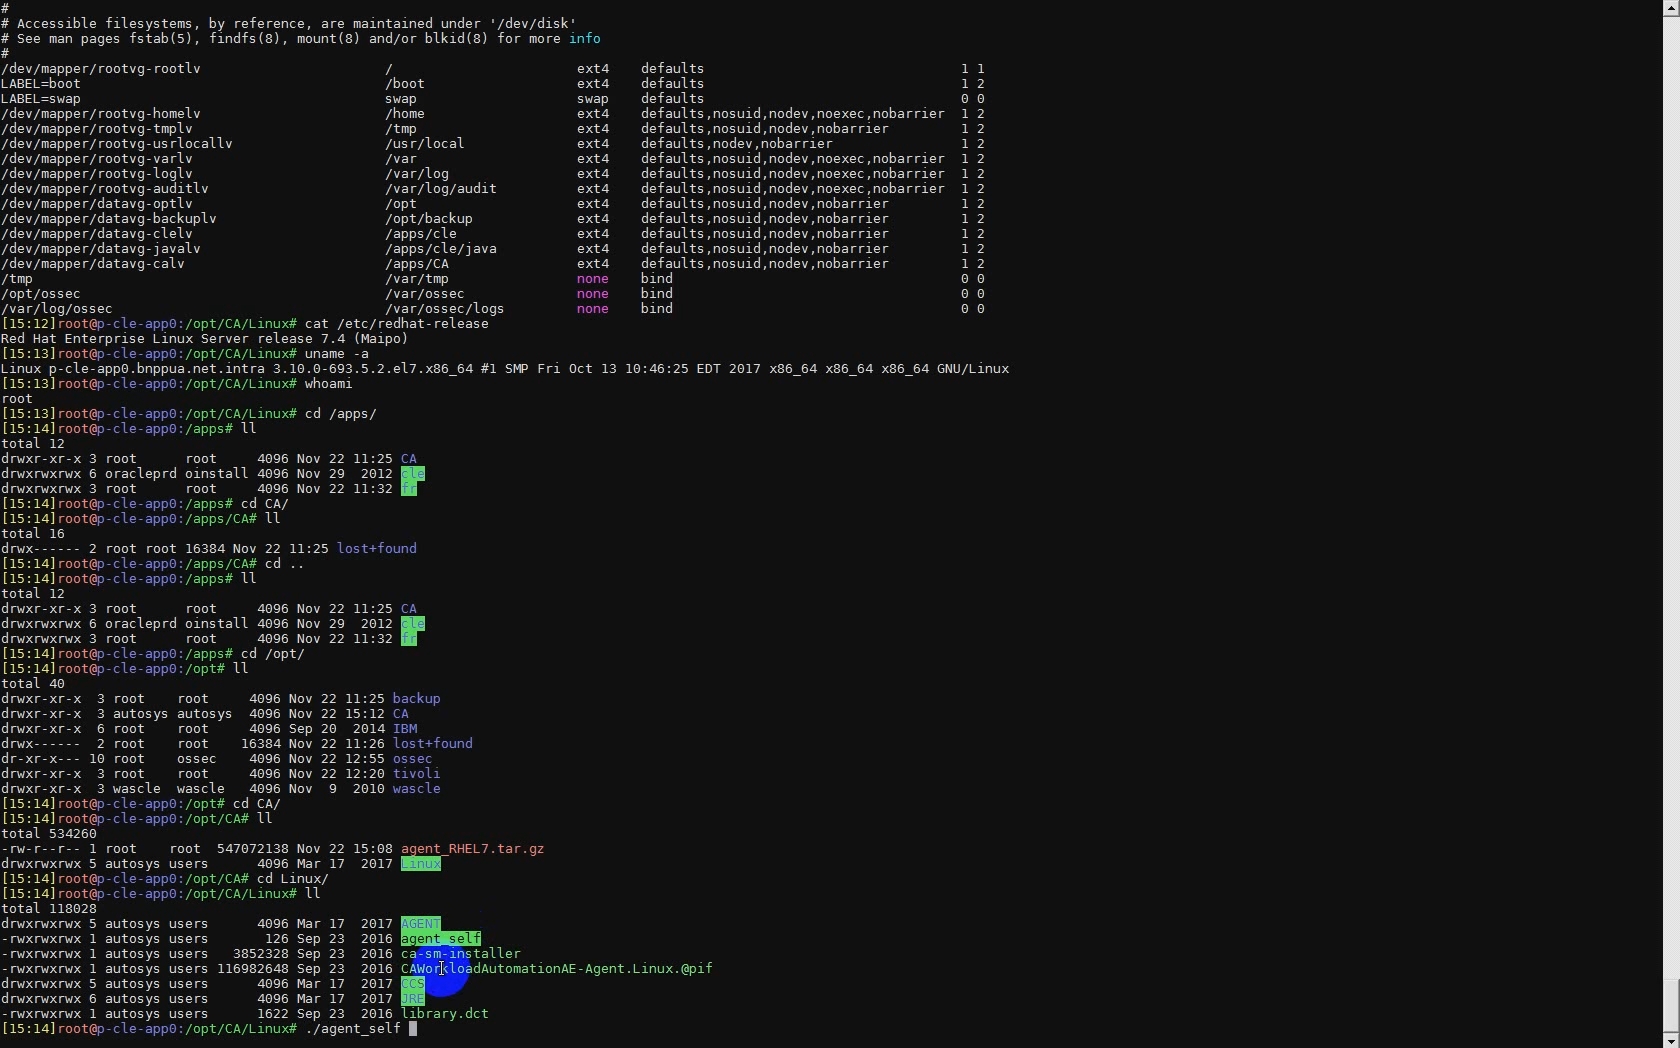 #
# Accessible filesystems, by reference, are maintained under '/dev/disk'
# See man pages fstab(5), findfs(8), mount(8) and/or blkid(8) for more info
#
/dev/mapper/rootvg-rootlv / ext4 defaults 1 1
LABEL=boot /boot ext4 defaults 1 2
LABEL=swap swap swap defaults 0 0
/dev/mapper/rootvg-homelv /home ext4 defaults,nosuid,nodev,noexec,nobarrier 1 2
/dev/mapper/rootvg-tmplv /tmp ext4 defaults,nosuid,nodev,nobarrier 1 2
/dev/mapper/rootvg-usrlocallv /usr/local ext4 defaults,nodev,nobarrier 1 2
/dev/mapper/rootvg-varlv /var ext4 defaults,nosuid,nodev,noexec,nobarrier 1 2
/dev/mapper/rootvg-loglv /var/log ext4 defaults,nosuid,nodev,noexec,nobarrier 1 2
/dev/mapper/rootvg-auditlv /var/log/audit ext4 defaults,nosuid,nodev,noexec,nobarrier 1 2
/dev/mapper/datavg-optlv /opt ext4 defaults,nosuid,nodev,nobarrier 1 2
/dev/mapper/datavg-backuplv /opt/backup ext4 defaults,nosuid,nodev,nobarrier 1 2
/dev/mapper/datavg-clelv /apps/cle ext4 defaults,nosuid,nodev,nobarrier 1 2
/dev/mapper/datavg-javalv /apps/cle/java ext4 defaults,nosuid,nodev,nobarrier 1 2
/dev/mapper/datavg-calv /apps/CA ext4 defaults,nosuid,nodev,nobarrier 1 2
/tmp /var/tmp none bind 0 0
/opt/ossec /var/ossec none bind 0 0
/var/log/ossec /var/ossec/logs none bind 0 0
[15:12]root@p-cle-app0:/opt/CA/Linux# cat /etc/redhat-release
Red Hat Enterprise Linux Server release 7.4 (Maipo)
[15:13]root@p-cle-app0:/opt/CA/Linux# uname -a
Linux p-cle-app0.bnppua.net.intra 3.10.0-693.5.2.el7.x86_64 #1 SMP Fri Oct 13 10:46:25 EDT 2017 x86_64 x86_64 x86_64 GNU/Linux
[15:13]root@p-cle-app0:/opt/CA/Linux# whoami
root
[15:13]root@p-cle-app0:/opt/CA/Linux# cd /apps/
[15:14]root@p-cle-app0:/apps# ll
total 12
drwxr-xr-x 3 root root 4096 Nov 22 11:25 CA
drwxrwxrwx 6 oracleprd oinstall 4096 Nov 29 2012 cle
drwxrwxrwx 3 root root 4096 Nov 22 11:32 fr
[15:14]root@p-cle-app0:/apps# cd CA/
[15:14]root@p-cle-app0:/apps/CA# ll
total 16
drwx------ 2 root root 16384 Nov 22 11:25 lost+found
[15:14]root@p-cle-app0:/apps/CA# cd ..
[15:14]root@p-cle-app0:/apps# ll
total 12
drwxr-xr-x 3 root root 4096 Nov 22 11:25 CA
drwxrwxrwx 6 oracleprd oinstall 4096 Nov 29 2012 cle
drwxrwxrwx 3 root root 4096 Nov 22 11:32 fr
[15:14]root@p-cle-app0:/apps# cd /opt/
[15:14]root@p-cle-app0:/opt# ll
total 40
drwxr-xr-x 3 root root 4096 Nov 22 11:25 backup
drwxr-xr-x 3 autosys autosys 4096 Nov 22 15:12 CA
drwxr-xr-x 6 root root 4096 Sep 20 2014 IBM
drwx------ 2 root root 16384 Nov 22 11:26 lost+found
dr-xr-x--- 10 root ossec 4096 Nov 22 12:55 ossec
drwxr-xr-x 3 root root 4096 Nov 22 12:20 tivoli
drwxr-xr-x 3 wascle wascle 4096 Nov 9 2010 wascle
[15:14]root@p-cle-app0:/opt# cd CA/
[15:14]root@p-cle-app0:/opt/CA# ll
total 534260
-rw-r--r-- 1 root root 547072138 Nov 22 15:08 agent_RHEL7.tar.gz
drwxrwxrwx 5 autosys users 4096 Mar 17 2017 Linux
[15:14]root@p-cle-app0:/opt/CA# cd Linux/
[15:14]root@p-cle-app0:/opt/CA/Linux# ll
total 118028
drwxrwxrwx 5 autosys users 4096 Mar 17 2017 AGENT
-rwxrwxrwx 1 autosys users 126 Sep 23 2016 agent_self
-rwxrwxrwx 1 autosys users 3852328 Sep 23 2016 ca-sm-installer
-rwxrwxrwx 1 autosys users 116982648 Sep 23 2016 CAWorkloadAutomationAE-Agent.Linux.@pif
drwxrwxrwx 5 autosys users 4096 Mar 17 2017 CCS
drwxrwxrwx 6 autosys users 4096 Mar 17 2017 JRE
-rwxrwxrwx 1 autosys users 1622 Sep 23 2016 library.dct
[15:14]root@p-cle-app0:/opt/CA/Linux# ./agent_self